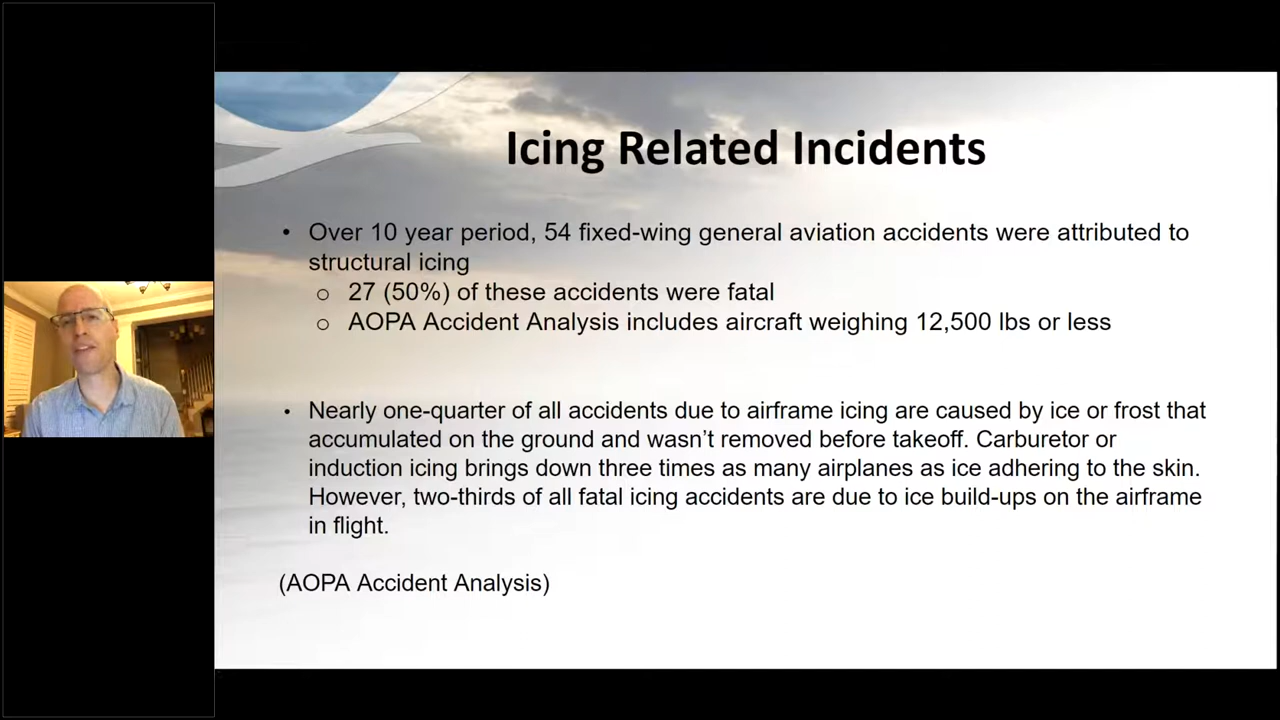 Icing Related Incidents
• Over 10 year period, 54 fixed-wing general aviation accidents were attributed to
structural icing
o 27 (50%) of these accidents were fatal
o AOPA Accident Analysis includes aircraft weighing 12,500 lbs or less
• Nearly one-quarter of all accidents due to airframe icing are caused by ice or frost that
accumulated on the ground and wasn’t removed before takeoff. Carburetor or
induction icing brings down three times as many airplanes as ice adhering to the skin.
However, two-thirds of all fatal icing accidents are due to ice build-ups on the airframe
in flight.
(AOPA Accident Analysis)